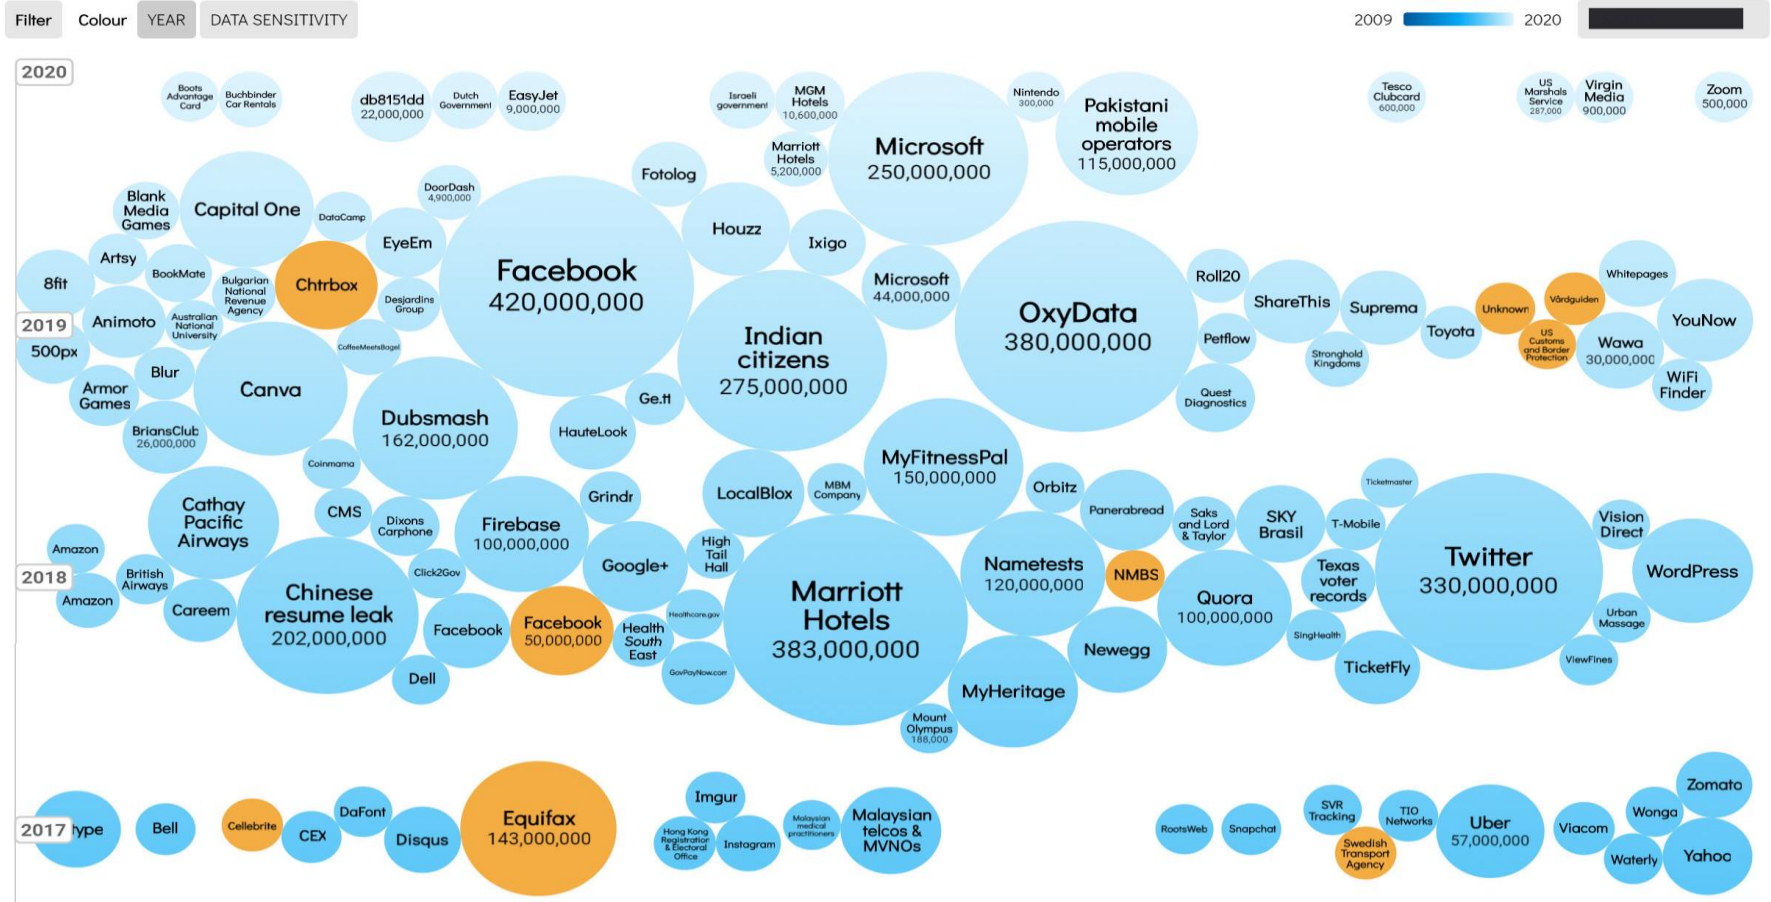 Filter
Colour
YEAR
DATA SENSITIVITY
2009
2020
2020
Boots
Advantage
Card
Buchbinder
Car Rentals
db8151dd
22,000,000
Dutch
Government
EasyJet
9,000,000
Israeli
government
MGM
Hotels
10,600,000
Marriott
Hotels
5,200,000
Microsoft
250,000,000
Nintendo
300,000
Pakistani
mobile
operators
115,000,000
Tesco
Clubcard
600,000
US
Marshals
Service
287,000
Virgin
Media
900,000
Zoom
500,000
Blank
Media
Games
Capital One
DataCamp
DoorDash
4,900,000
EyeEm
Fotolog
Houzz
Ixigo
Artsy
BookMate
8fit
Bulgarian
National
Revenue
Agency
Chtrbox
Desjardins
Group
Facebook
420,000,000
Microsoft
44,000,000
OxyData
380,000,000
Roll20
ShareThis
Suprema
Toyota
Unknown
Vårdguiden
Whitepages
YouNow
2019
Animoto
Australian
National
University
500px
Blur
Canva
CoffeeMeetsBagel
Indian
citizens
275,000,000
Petflow
Stronghold
Kingdoms
US
Customs
and Border
Protection
Wawa
30,000,000
WiFi
Finder
Armor
Games
BriansClub
26,000,000
Dubsmash
162,000,000
Ge.tt
HauteLook
Quest
Diagnostics
Coinmama
MyFitnessPal
150,000,000
Cathay
Pacific
Airways
CMS
Dixons
Carphone
Firebase
100,000,000
Grindr
LocalBlox
MBM
Company
Orbitz
Panerabread
Saks
and Lord
& Taylor
SKY
Brasil
Ticketmaster
T-Mobile
Twitter
330,000,000
Vision
Direct
WordPress
Amazon
2018
Amazon
British
Airways
Careem
Chinese
resume leak
202,000,000
Click2Gov
Google+
High
Tail
Hall
Nametests
120,000,000
NMBS
Quora
100,000,000
Texas
voter
records
Facebook
Facebook
50,000,000
Health
South
East
Healthcare.gov
GovPayNow.com
Marriott
Hotels
383,000,000
Newegg
SingHealth
TicketFly
Urban
Massage
ViewFines
Dell
MyHeritage
Mount
Olympus
188,000
2017
type
Bell
Cellebrite
CEX
DaFont
Disqus
Equifax
143,000,000
Imgur
Hong Kong
Registration
& Electoral
Office
Instagram
Malaysian
medical
practitioners
Malaysian
telcos &
MVNOs
RootsWeb
Snapchat
SVR
Tracking
Swedish
Transport
Agency
TIO
Networks
Uber
57,000,000
Viacom
Wonga
Waterly
Zomato
Yahoo